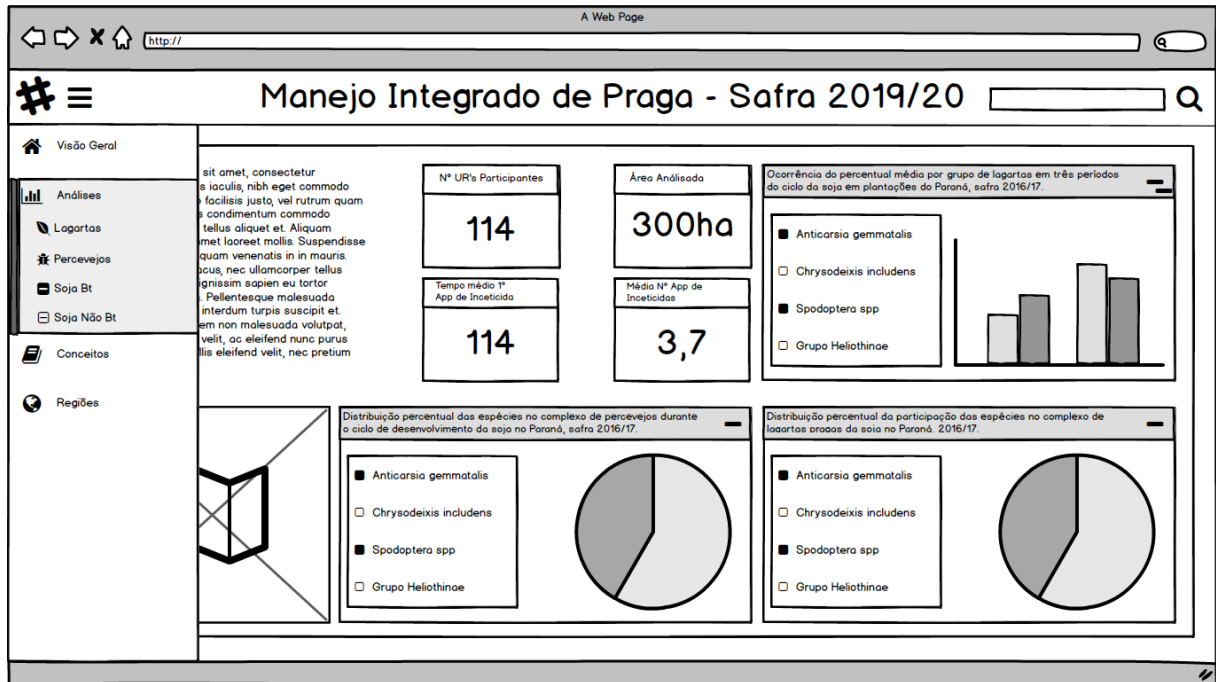 A Web Page
http://
Manejo Integrado de Praga - Safra 2019/20
Visão Geral
Análises
Lagartas
Percevejos
Soja Bt
Soja Não Bt
Conceitos
Regiões
sit amet, consectetur
s iaculis, nibh eget commodo
facilisis justo, vel rutrum quam
s condimentum commodo
tellus aliquet et. Aliquam
met laoreet mollis. Suspendisse
quam venenatis in in mauris.
acus, nec ullamcorper tellus
ignissim sapien eu tortor
. Pellentesque malesuada
interdum turpis suscipit et.
em non malesuada volutpat,
velit, ac eleifend nunc purus
llis eleifend velit, nec pretium
N° UR's Participantes
114
Área Análisada
300ha
Tempo médio 1°
App de Inceticida
114
Média N° App de
Inceticidas
3,7
Ocorrência do percentual média por grupo de lagartas em três períodos
do ciclo da soja em plantações do Paraná, safra 2016/17.
Anticarsia gemmatalis
Chrysodeixis includens
Spodoptera spp
Grupo Heliothinae
Distribuição percentual das espécies no complexo de percevejos durante
o ciclo de desenvolvimento da soja no Paraná, safra 2016/17.
Anticarsia gemmatalis
Chrysodeixis includens
Spodoptera spp
Grupo Heliothinae
Distribuição percentual da participação das espécies no complexo de
lagartas pragas da soja no Paraná, 2016/17.
Anticarsia gemmatalis
Chrysodeixis includens
Spodoptera spp
Grupo Heliothinae